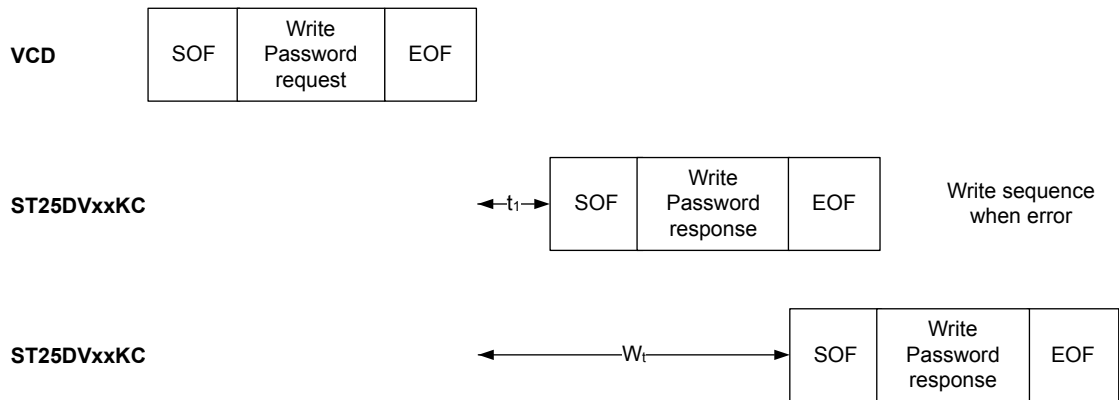 VCD
SOF
Write
Password
request
EOF
ST25DVxxKC
t1
SOF
Write
Password
response
EOF
Write sequence
when error
ST25DVxxKC
Wt
SOF
Write
Password
response
EOF